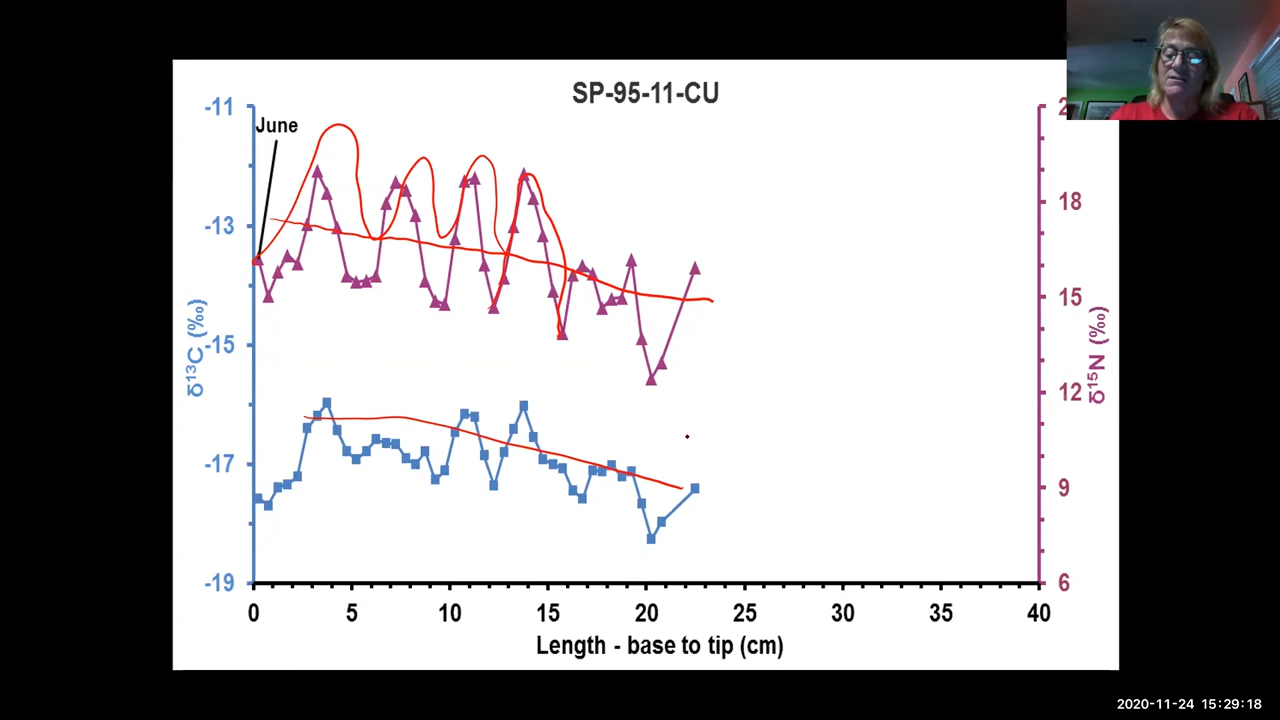 SP-95-11-CU
June
-11
-13
-15
-17
-19
δ¹³C (‰)
18
15
12
9
6
δ¹⁵N (‰)
0 5 10 15 20 25 30 35 40
Length - base to tip (cm)
2020-11-24 15:29:18